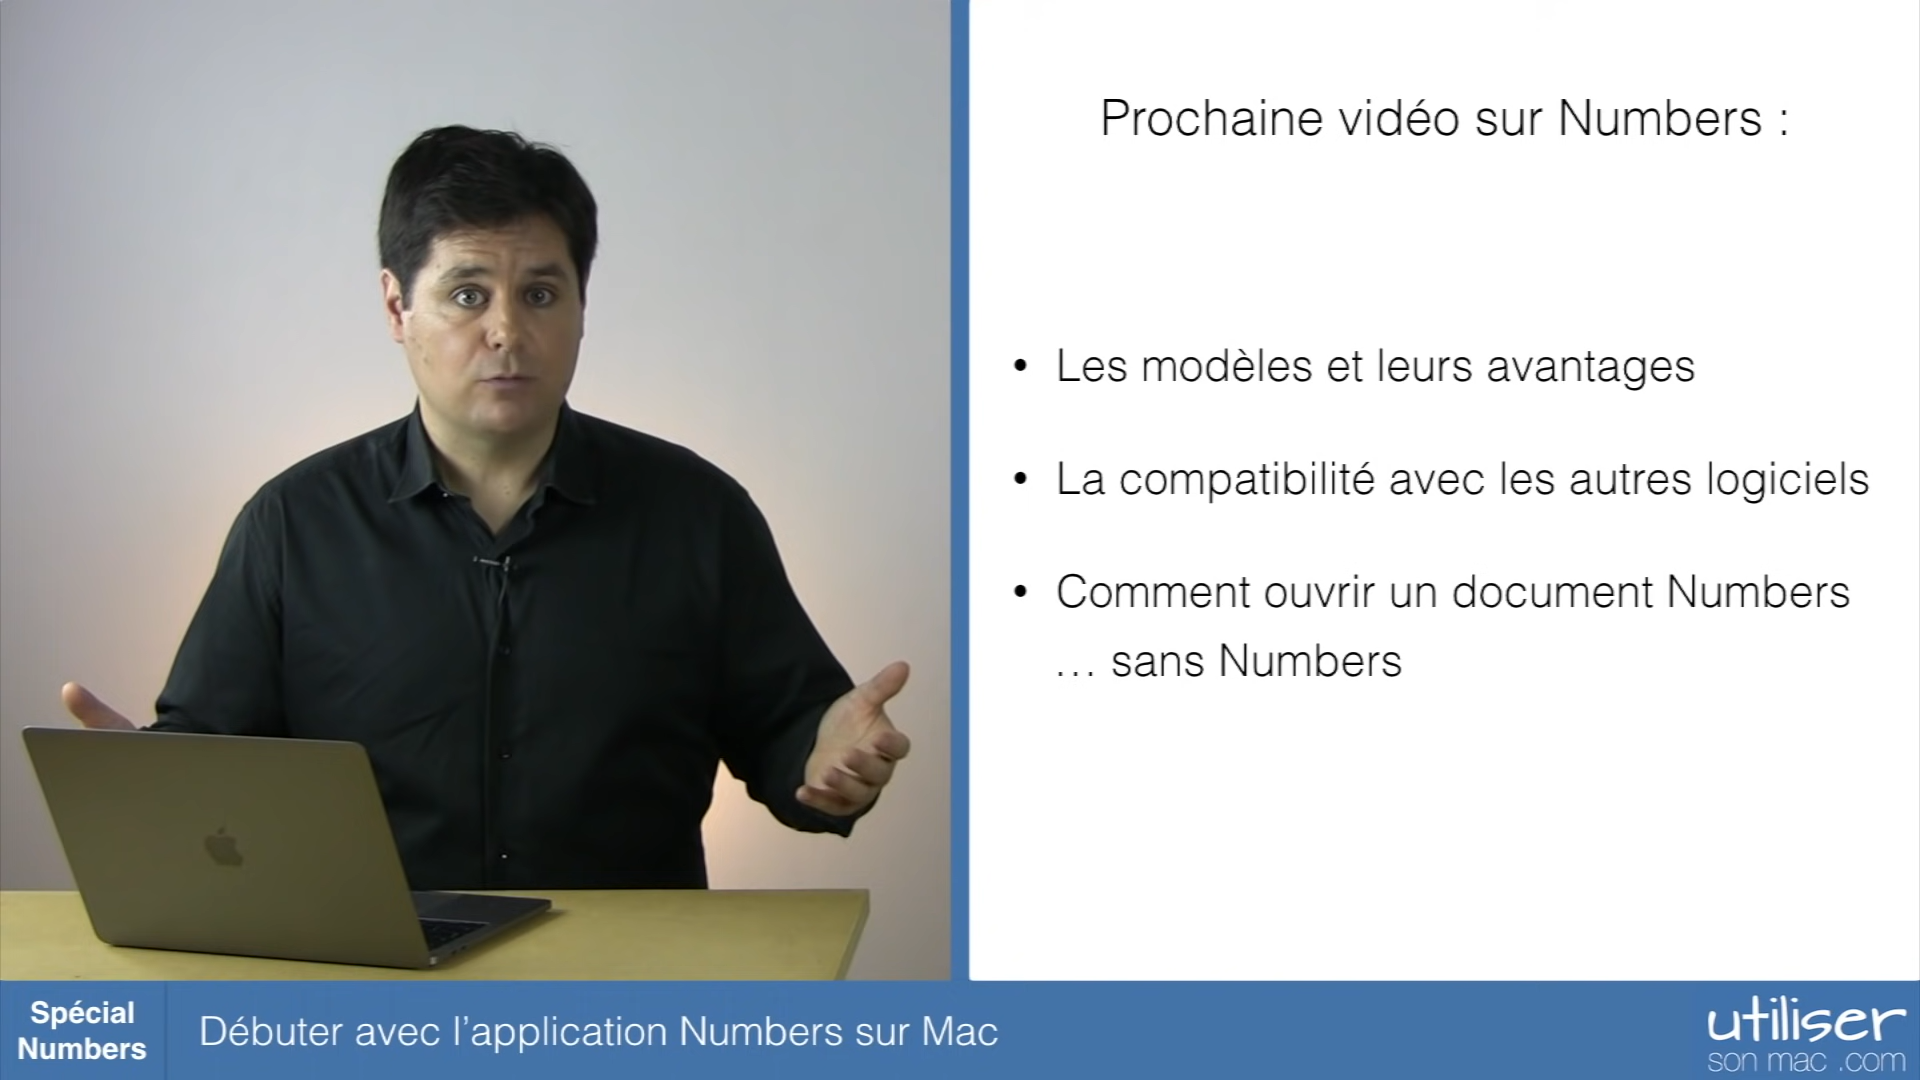 Prochaine vidéo sur Numbers :
• Les modèles et leurs avantages
• La compatibilité avec les autres logiciels
• Comment ouvrir un document Numbers
… sans Numbers
Spécial
Numbers
Débuter avec l’application Numbers sur Mac
utiliser
son mac .com